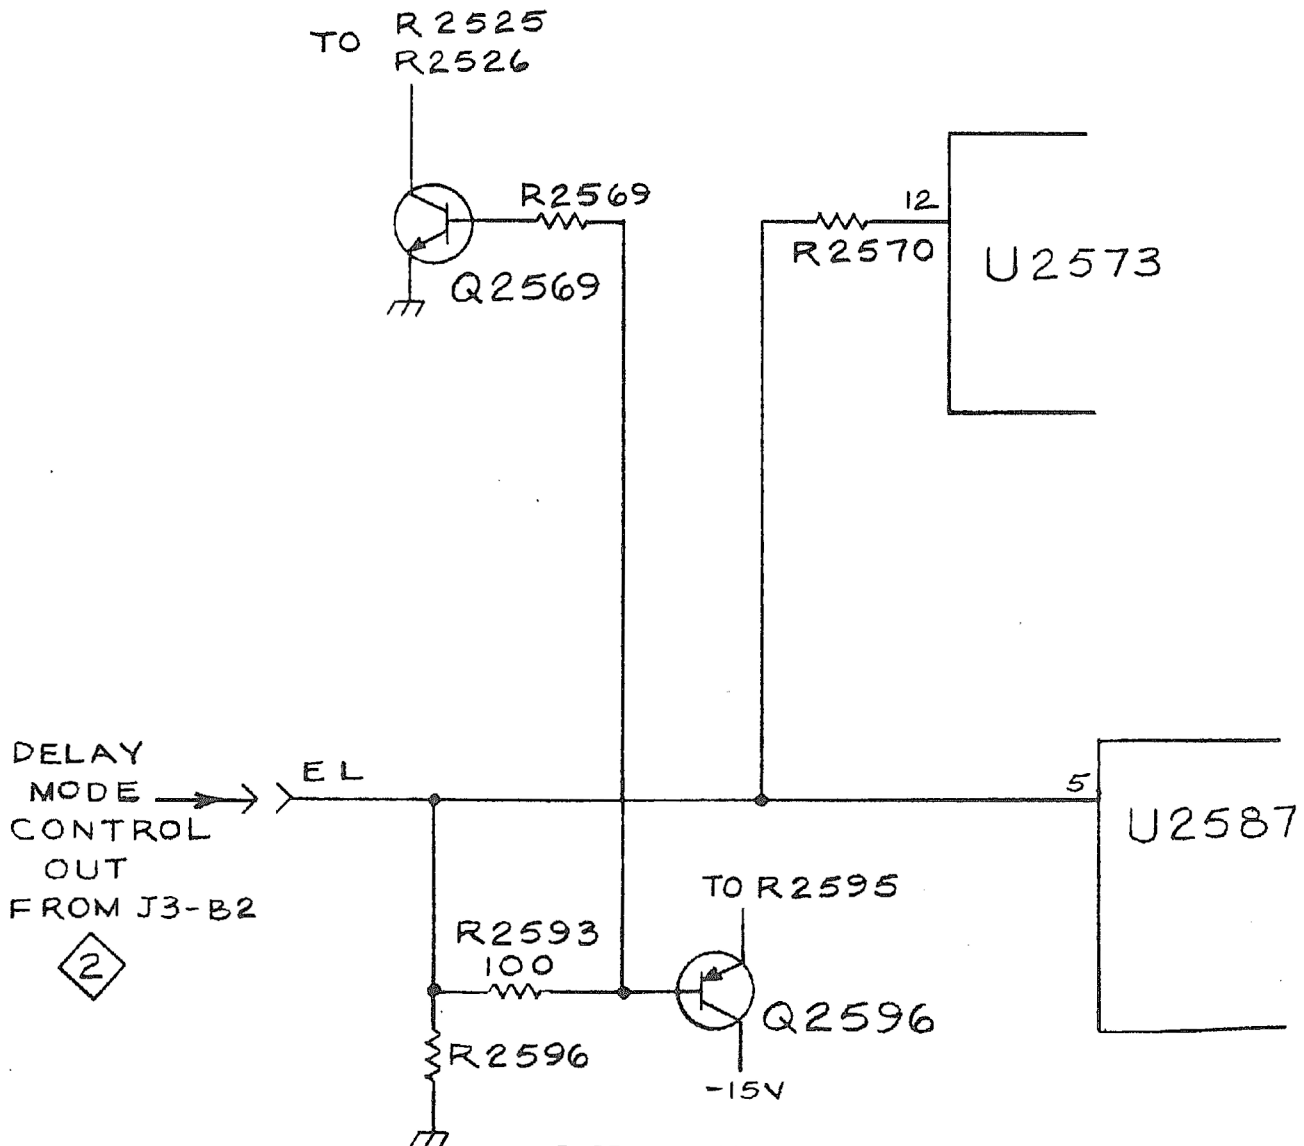 TO R2525
R2526
R2569
Q2569
12
R2570
U2573
DELAY
MODE
CONTROL
OUT
FROM J3-B2
2
EL
5
U2587
TO R2595
R2593
100
Q2596
R2596
-15V